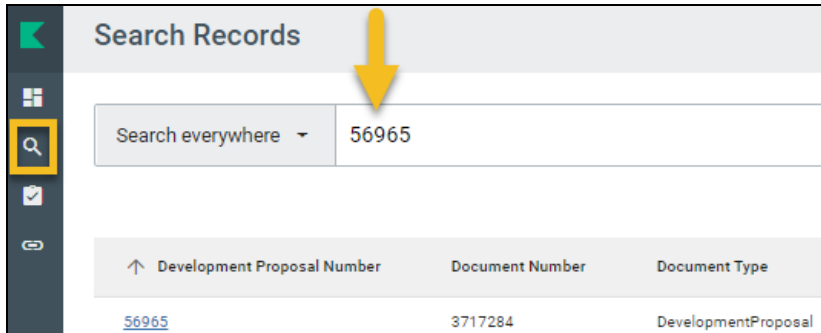 Search Records
Search everywhere 56965
Development Proposal Number Document Number Document Type
56965 3717284 DevelopmentProposal